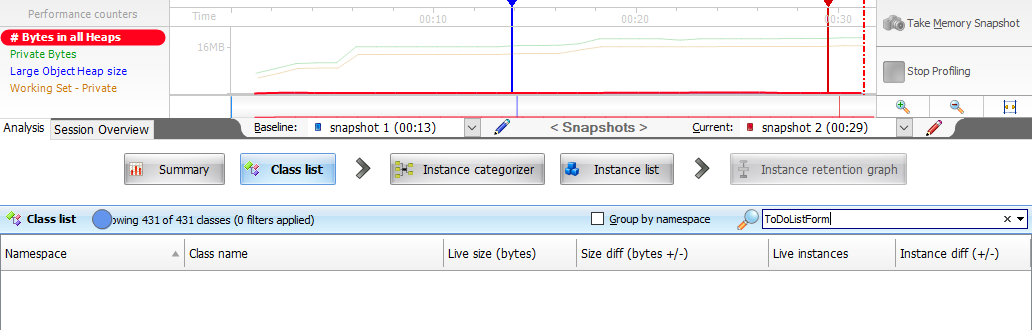 Performance counters
# Bytes in all Heaps
Private Bytes
Large Object Heap size
Working Set - Private
Time
00:10
00:20
00:30
16MB
Take Memory Snapshot
Stop Profiling
Analysis
Session Overview
Baseline: snapshot 1 (00:13)
< Snapshots >
Current: snapshot 2 (00:29)
Summary
Class list
Instance categorizer
Instance list
Instance retention graph
Class list
owing 431 of 431 classes (0 filters applied)
Group by namespace
ToDoListForm
Namespace
Class name
Live size (bytes)
Size diff (bytes +/-)
Live instances
Instance diff (+/-)